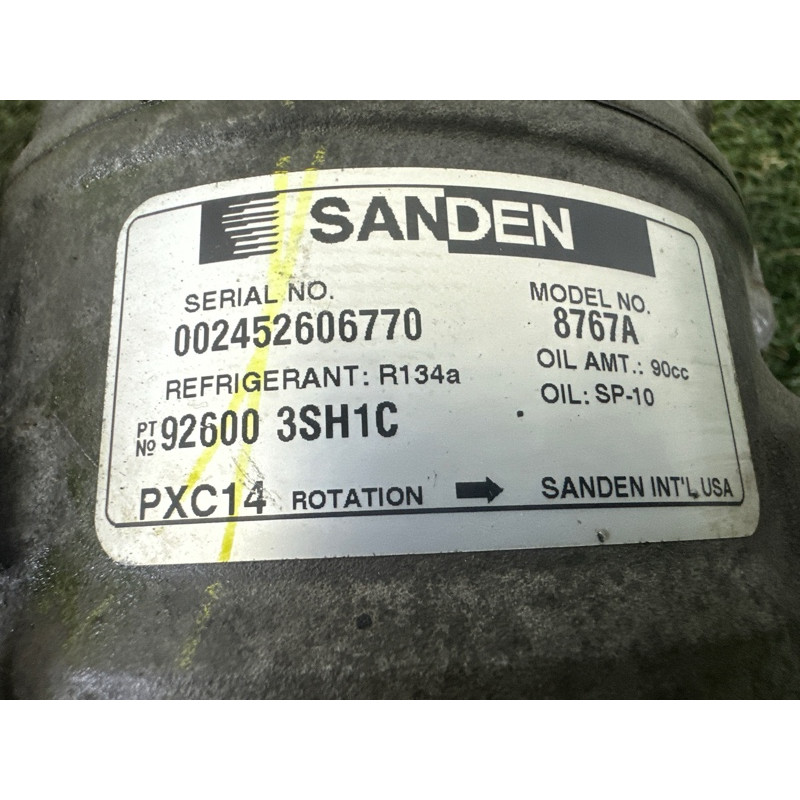 SANDEN
SERIAL NO. MODEL NO.
002452606770 8767A
REFRIGERANT: R134a OIL AMT.: 90cc
PT No 92600 3SH1C OIL: SP-10
PXC14 ROTATION SANDEN INT'L USA